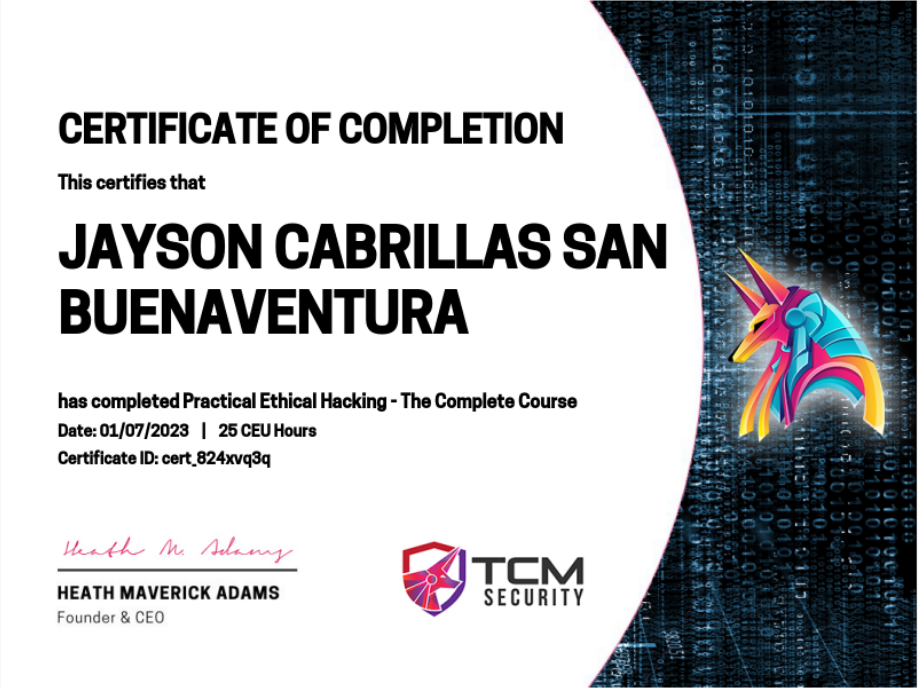 CERTIFICATE OF COMPLETION
This certifies that
JAYSON CABRILLAS SAN
BUENAVENTURA
has completed Practical Ethical Hacking - The Complete Course
Date: 01/07/2023 | 25 CEU Hours
Certificate ID: cert_824xvq3q
Heath M. Adams
HEATH MAVERICK ADAMS
Founder & CEO
TCM
SECURITY